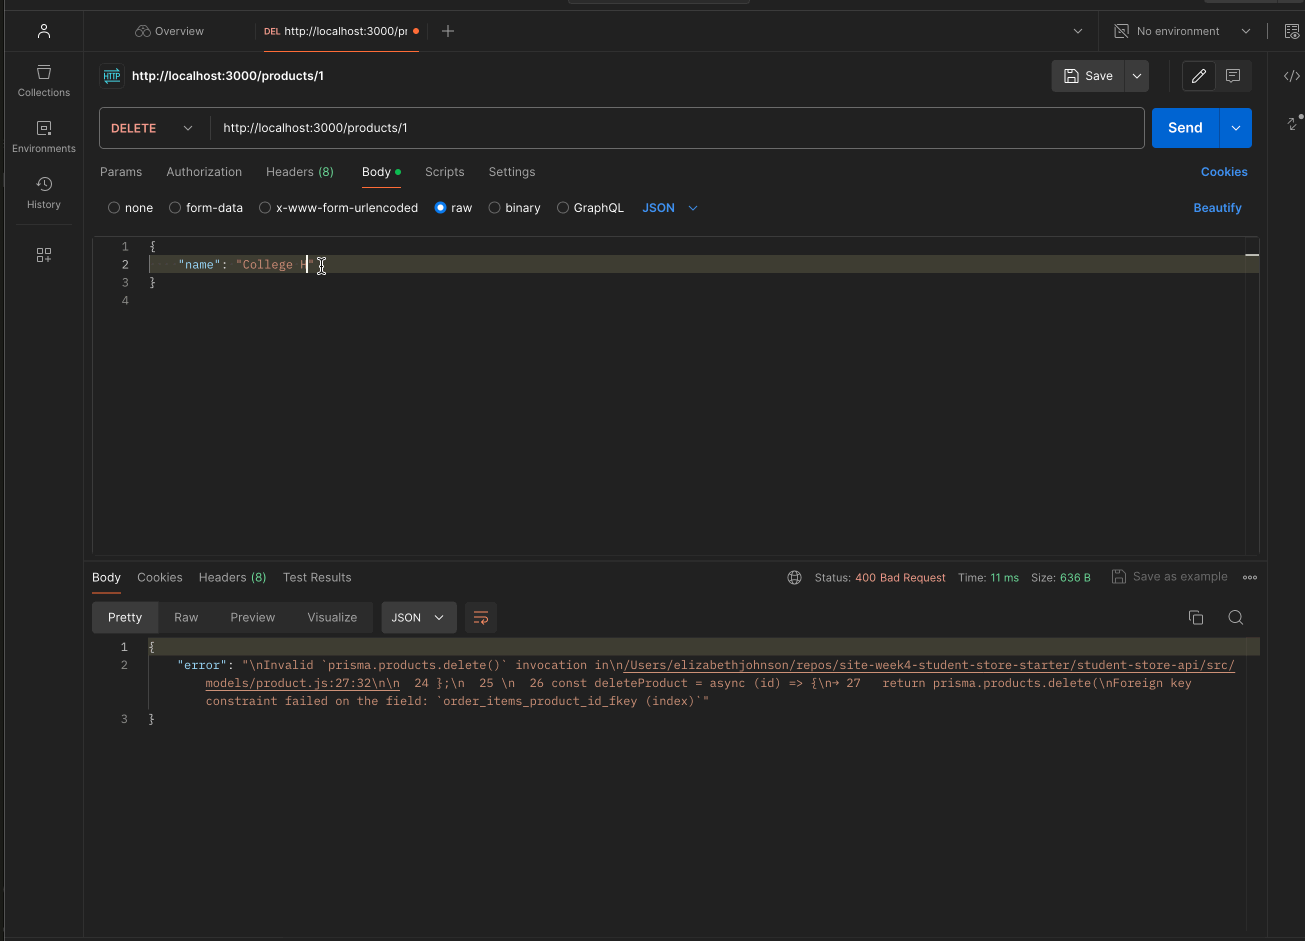 Overview
DEL http://localhost:3000/pr
No environment
HTTP http://localhost:3000/products/1
Save
Collections
Environments
History
DELETE http://localhost:3000/products/1
Send
Params Authorization Headers (8) Body Scripts Settings
Cookies
none form-data x-www-form-urlencoded raw binary GraphQL JSON
Beautify
1 {
2 "name": "College H"
3 }
4
Body Cookies Headers (8) Test Results
Status: 400 Bad Request Time: 11 ms Size: 636 B
Save as example
Pretty Raw Preview Visualize JSON
1 {
2 "error": "\nInvalid `prisma.products.delete()` invocation in\n/Users/elizabethjohnson/repos/site-week4-student-store-starter/student-store-api/src/
models/product.js:27:32\n\n 24 };\n 25 \n 26 const deleteProduct = async (id) => {\n→ 27 return prisma.products.delete(\nForeign key
constraint failed on the field: `order_items_product_id_fkey (index)`"
3 }